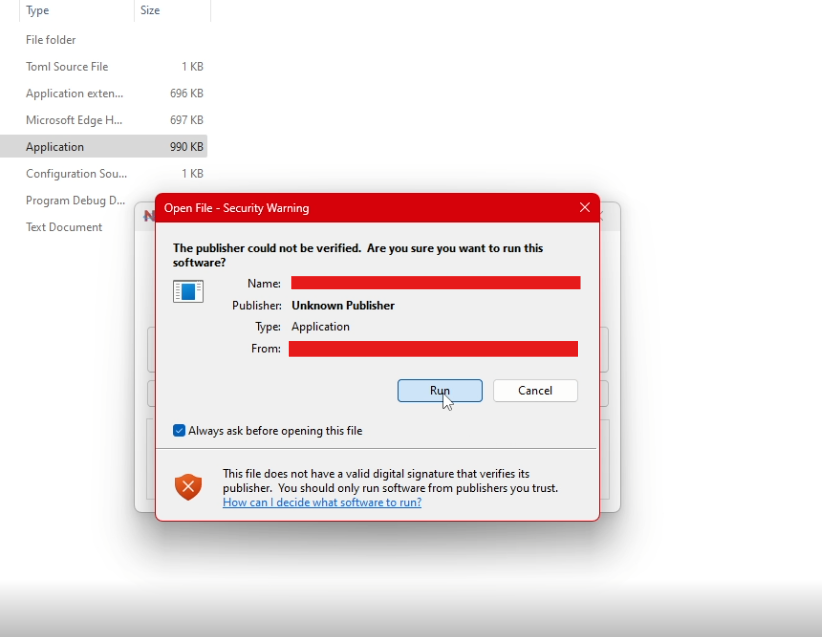 Type Size
File folder
Toml Source File 1 KB
Application exten... 696 KB
Microsoft Edge H... 697 KB
Application 990 KB
Configuration Sou... 1 KB
Program Debug D...
Text Document
Open File - Security Warning
The publisher could not be verified. Are you sure you want to run this
software?
Name:
Publisher: Unknown Publisher
Type: Application
From:
Run Cancel
Always ask before opening this file
This file does not have a valid digital signature that verifies its
publisher. You should only run software from publishers you trust.
How can I decide what software to run?